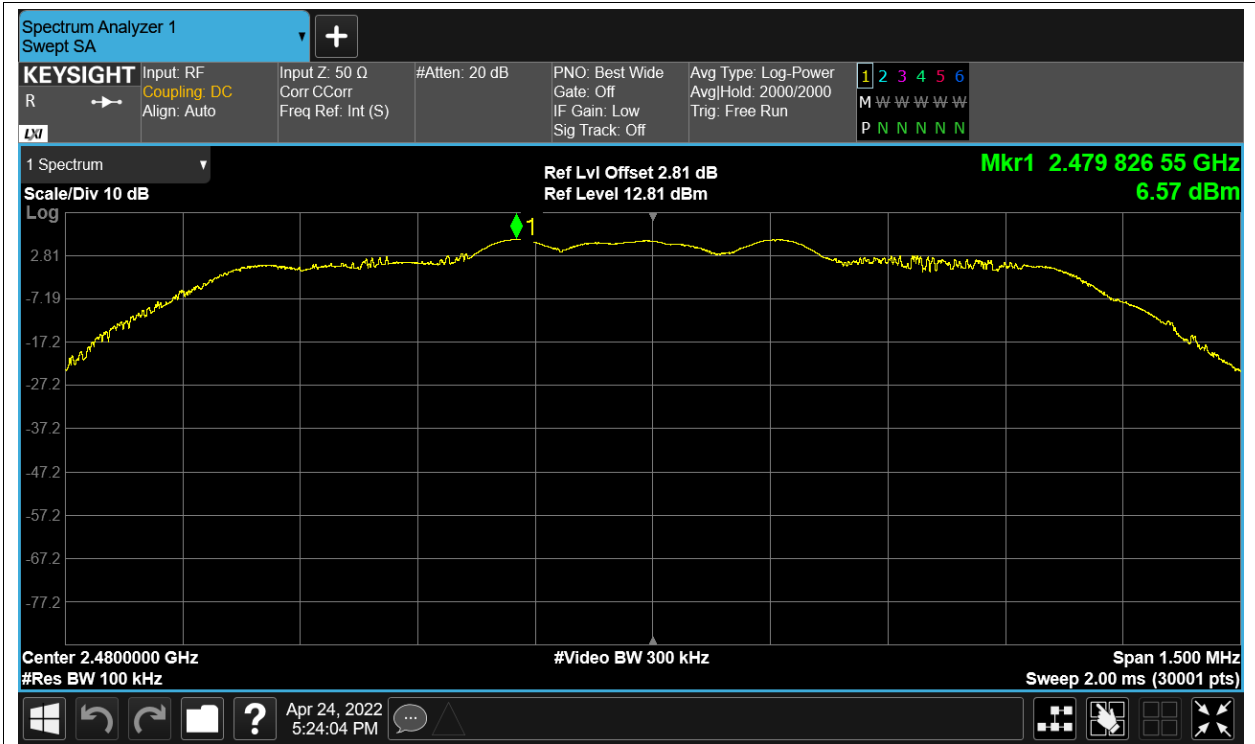 Spectrum Analyzer 1
Swept SA
KEYSIGHT
R
LXI
Input: RF
Coupling: DC
Align: Auto
Input Z: 50 Ω
Corr CCorr
Freq Ref: Int (S)
#Atten: 20 dB
PNO: Best Wide
Gate: Off
IF Gain: Low
Sig Track: Off
Avg Type: Log-Power
Avg|Hold: 2000/2000
Trig: Free Run
1 2 3 4 5 6
M W W W W W
P N N N N N
1 Spectrum
Scale/Div 10 dB
Log
Ref Lvl Offset 2.81 dB
Ref Level 12.81 dBm
Mkr1 2.479 826 55 GHz
6.57 dBm
1
2.81
-7.19
-17.2
-27.2
-37.2
-47.2
-57.2
-67.2
-77.2
Center 2.4800000 GHz
#Video BW 300 kHz
Span 1.500 MHz
#Res BW 100 kHz
Sweep 2.00 ms (30001 pts)
?
Apr 24, 2022
5:24:04 PM